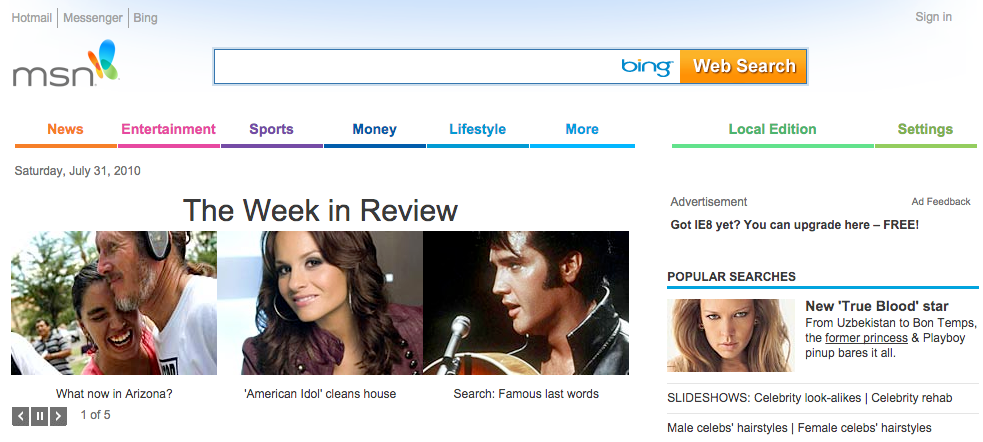 Hotmail Messenger Bing Sign in
msn
bing Web Search
News Entertainment Sports Money Lifestyle More Local Edition Settings
Saturday, July 31, 2010
The Week in Review
What now in Arizona? 'American Idol' cleans house Search: Famous last words
1 of 5
Advertisement Ad Feedback
Got IE8 yet? You can upgrade here – FREE!
POPULAR SEARCHES
New 'True Blood' star
From Uzbekistan to Bon Temps,
the former princess & Playboy
pinup bares it all.
SLIDESHOWS: Celebrity look-alikes | Celebrity rehab
Male celebs' hairstyles | Female celebs' hairstyles